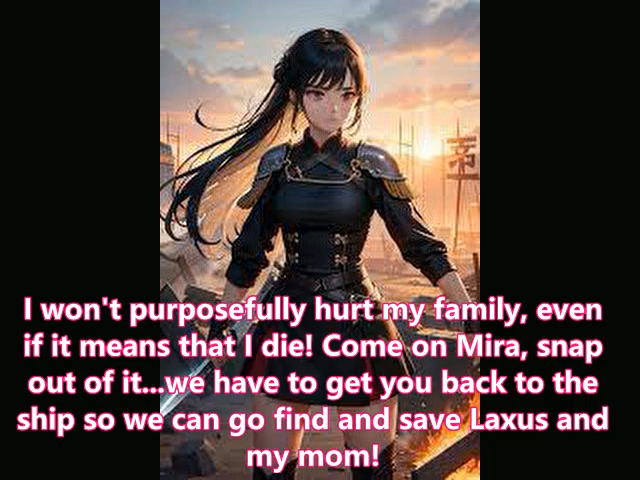 I won't purposefully hurt my family, even
if it means that I die! Come on Mira, snap
out of it...we have to get you back to the
ship so we can go find and save Laxus and
my mom!